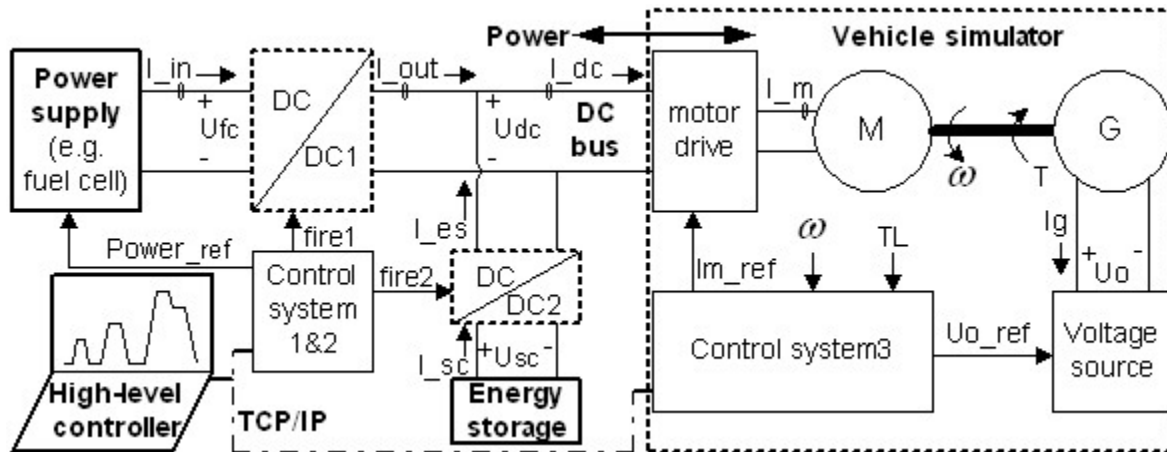 Power
Vehicle simulator
Power
supply
(e.g.
fuel cell)
I_in
+
Ufc
-
DC
DC1
I_out
+
Udc
-
I_dc
DC
bus
motor
drive
I_m
M
ω
T
G
Power_ref
fire1
I_es
Im_ref
ω
TL
Ig
+
Uo
-
Control
system
1&2
fire2
DC
DC2
Control system3
Uo_ref
Voltage
source
I_sc
+
Usc
-
High-level
controller
TCP/IP
Energy
storage